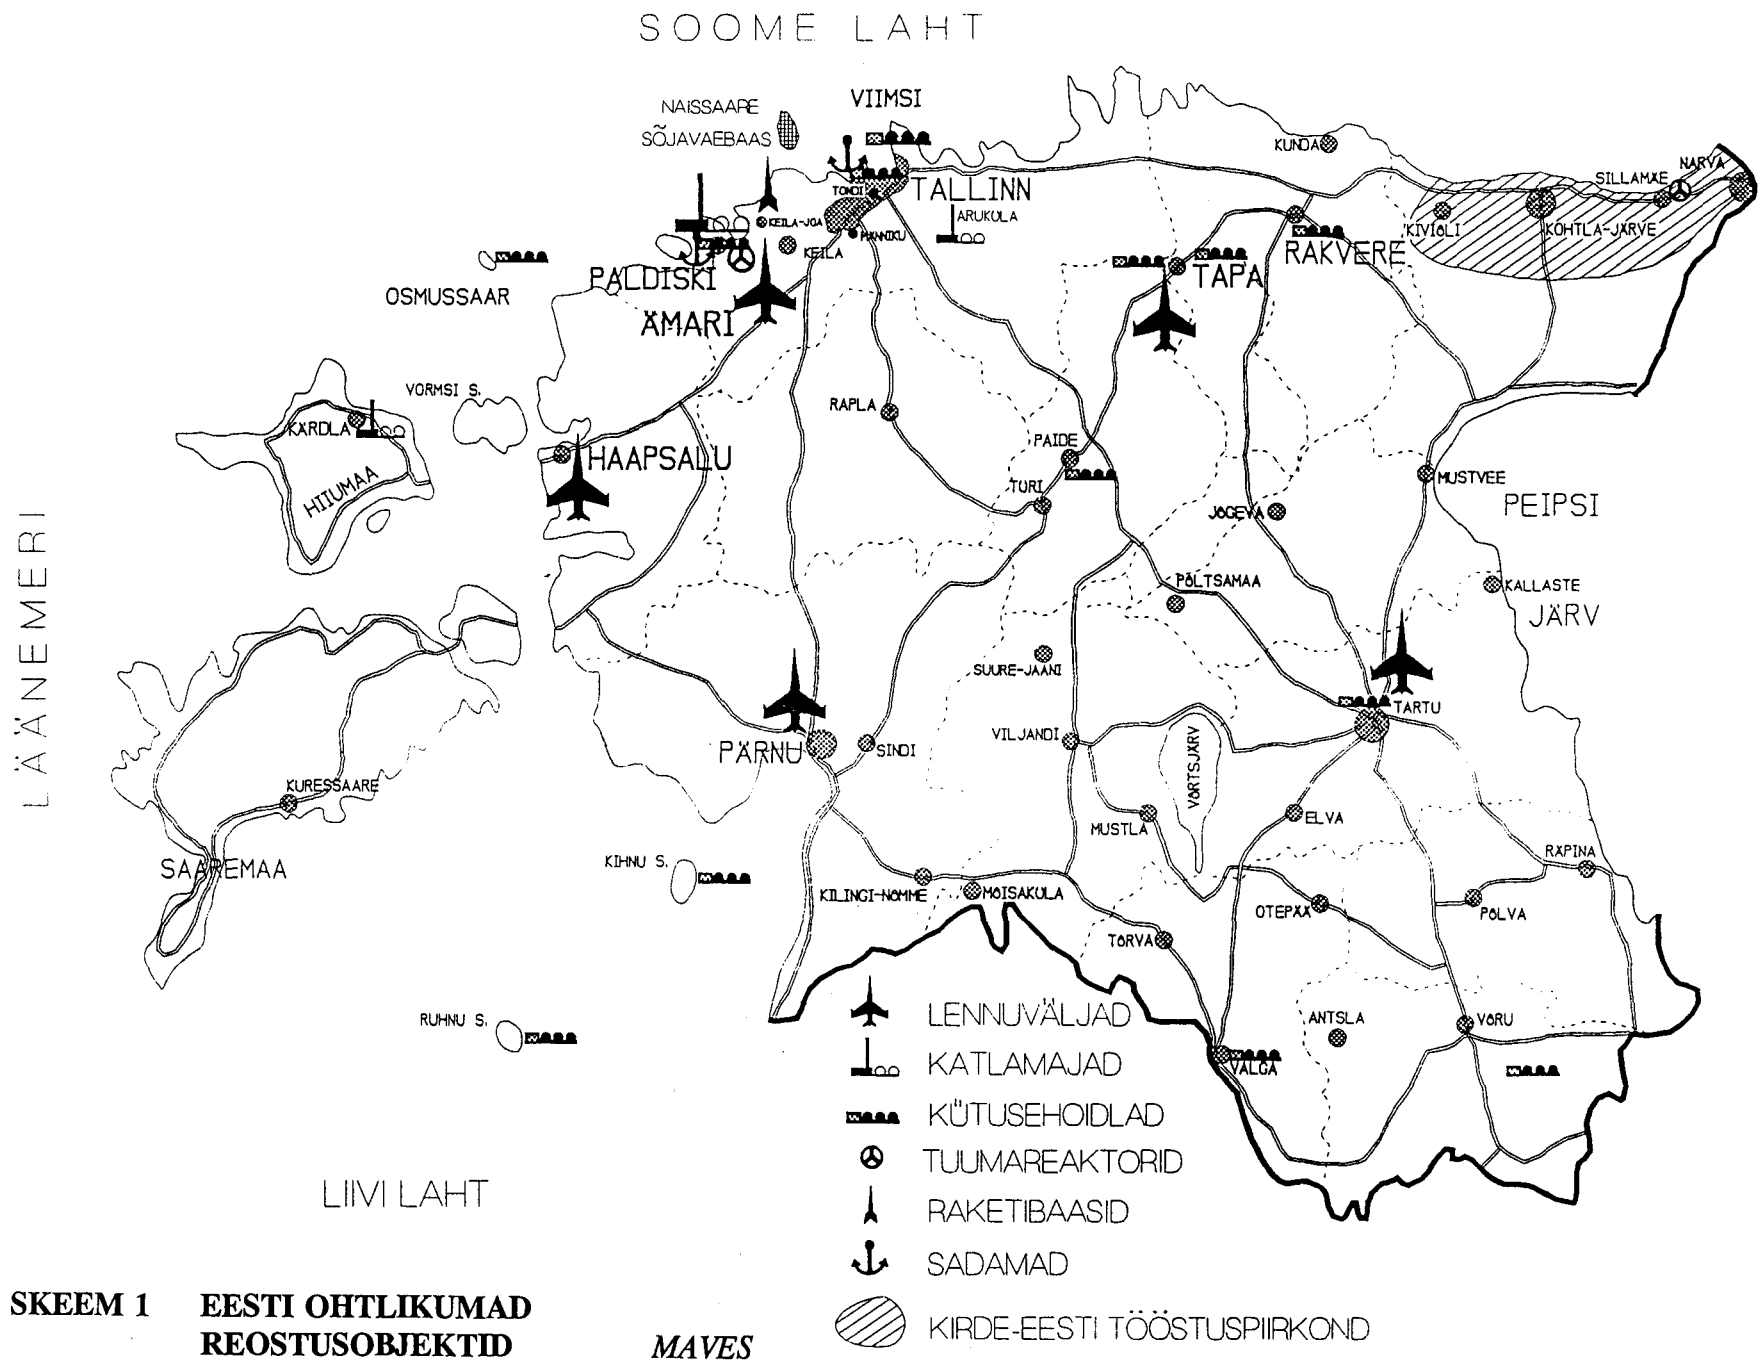 SOOME LAHT
VIIMSI
NAISSAARE
SÕJAVAEBAAS
KUNDA
NARVA
SILLAMÄE
TONDI
TALLINN
ARUKULA
KEILA-JOA
MÄNNIKU
KEILA
KIVIÕLI
KOHTLA-JÄRVE
RAKVERE
TAPA
PALDISKI
OSMUSSAAR
ÄMARI
VORMSI S.
RAPLA
KÄRDLA
HIIUMAA
HAAPSALU
PAIDE
TÜRI
MUSTVEE
JÕGEVA
PEIPSI
JÄRV
KALLASTE
PÕLTSAMAA
LÄÄNEMERI
SUURE-JAANI
TARTU
VILJANDI
VÕRTSJÄRV
PÄRNU
SINDI
KURESSAARE
SAAREMAA
MUSTLA
ELVA
RÄPINA
KIHNU S.
KILINGI-NÕMME
MÕISAKÜLA
OTEPÄÄ
PÕLVA
TÕRVA
RUHNU S.
ANTSLA
VÕRU
VALGA
LENNUVÄLJAD
KATLAMAJAD
KÜTUSEHOIDLAD
TUUMAREAKTORID
RAKETIBAASID
SADAMAD
KIRDE-EESTI TÖÖSTUSPIIRKOND
LIIVI LAHT
SKEEM 1 EESTI OHTLIKUMAD
REOSTUSOBJEKTID
MAVES